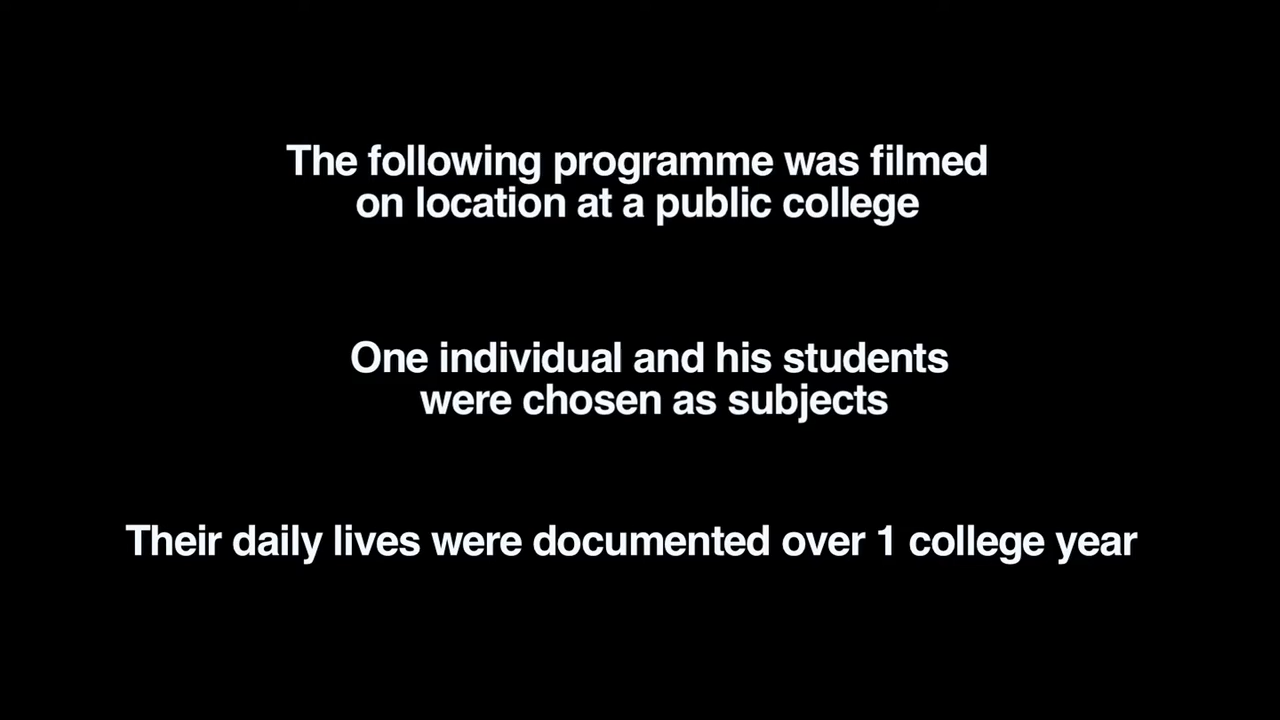 The following programme was filmed
on location at a public college
One individual and his students
were chosen as subjects
Their daily lives were documented over 1 college year